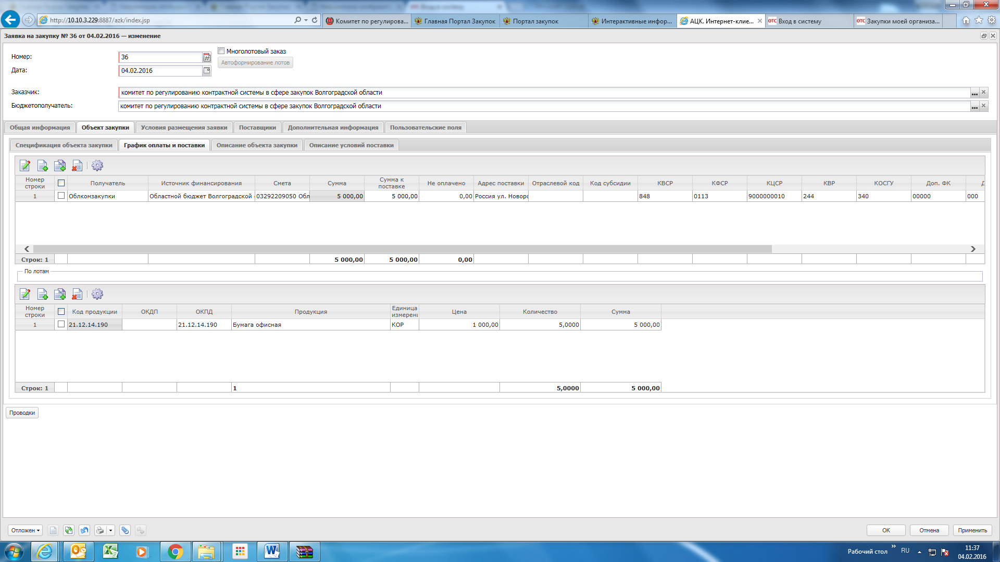 http://10.10.3.229:8887/azk/index.jsp
Комитет по регулирова...
Главная Портал Закупок
Портал закупок
Интерактивные инфор...
АЦК. Интернет-клие...
отс Вход в систему
отс Закупки моей организа...
Заявка на закупку № 36 от 04.02.2016 — изменение
Номер:
36
Многолотовый заказ
Автоформирование лотов
Дата:
04.02.2016
Заказчик:
комитет по регулированию контрактной системы в сфере закупок Волгоградской области
Бюджетополучатель:
комитет по регулированию контрактной системы в сфере закупок Волгоградской области
Общая информация Объект закупки Условия размещения заявки Поставщики Дополнительная информация Пользовательские поля
Спецификация объекта закупки График оплаты и поставки Описание объекта закупки Описание условий поставки
Номер строки Получатель Источник финансирования Смета Сумма Сумма к поставке Не оплачено Адрес поставки Отраслевой код Код субсидии КВСР КФСР КЦСР КВР КОСГУ Доп. ФК
1 Облкомзакупки Областной бюджет Волгоградской 03292209050 Обл 5 000,00 5 000,00 0,00 Россия ул. Новоро 848 0113 9000000010 244 340 00000 000
Строк: 1 5 000,00 5 000,00 0,00
По лотам
Номер строки Код продукции ОКДП ОКПД Продукция Единица измерени Цена Количество Сумма
1 21.12.14.190 21.12.14.190 Бумага офисная КОР 1 000,00 5,0000 5 000,00
Строк: 1 1 5,0000 5 000,00
Проводки
Отложен
ОК Отмена Применить
Рабочий стол
RU
11:37
04.02.2016